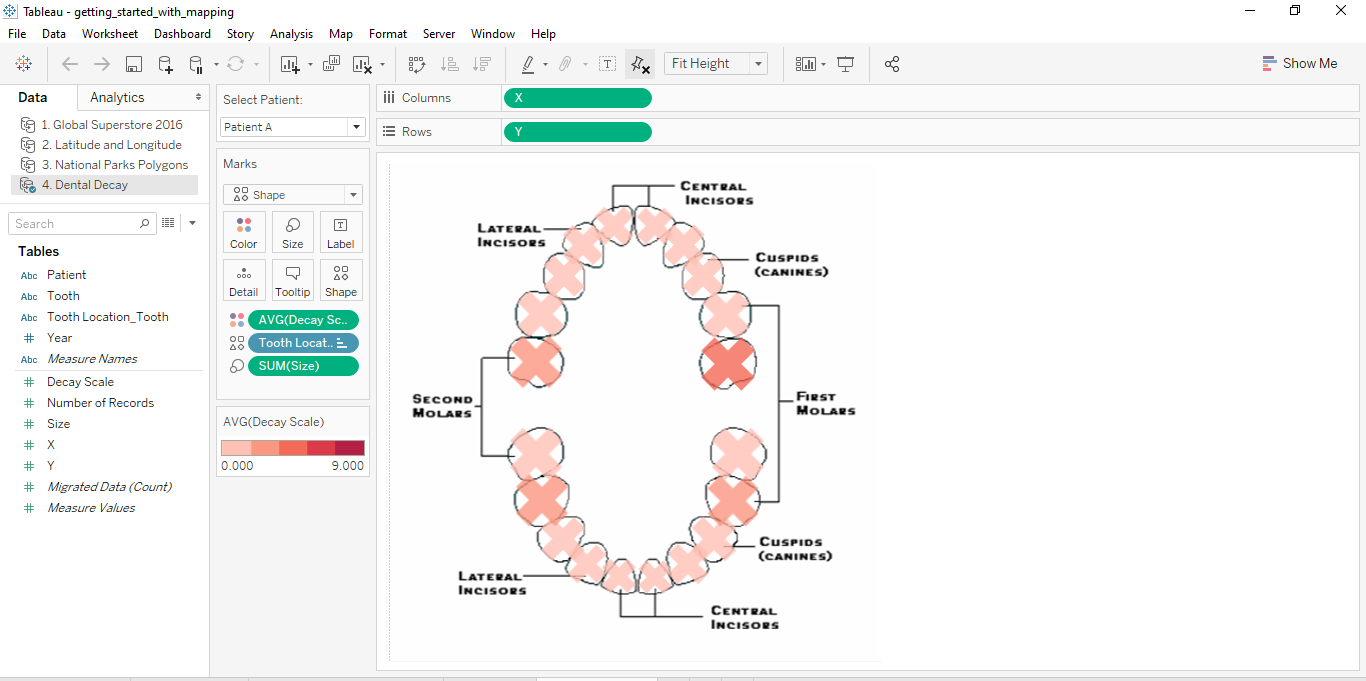 Tableau - getting_started_with_mapping
File Data Worksheet Dashboard Story Analysis Map Format Server Window Help
Fit Height
Show Me
Data Analytics
1. Global Superstore 2016
2. Latitude and Longitude
3. National Parks Polygons
4. Dental Decay
Search
Tables
Abc Patient
Abc Tooth
Abc Tooth Location_Tooth
# Year
Abc Measure Names
# Decay Scale
# Number of Records
# Size
# X
# Y
# Migrated Data (Count)
# Measure Values
Select Patient:
Patient A
Marks
Shape
Color Size Label
Detail Tooltip Shape
AVG(Decay Sc..
Tooth Locat..
SUM(Size)
AVG(Decay Scale)
0.000 9.000
Columns X
Rows Y
CENTRAL
INCISORS
LATERAL
INCISORS
CUSPIDS
(CANINES)
SECOND
MOLARS
FIRST
MOLARS
CUSPIDS
(CANINES)
LATERAL
INCISORS
CENTRAL
INCISORS